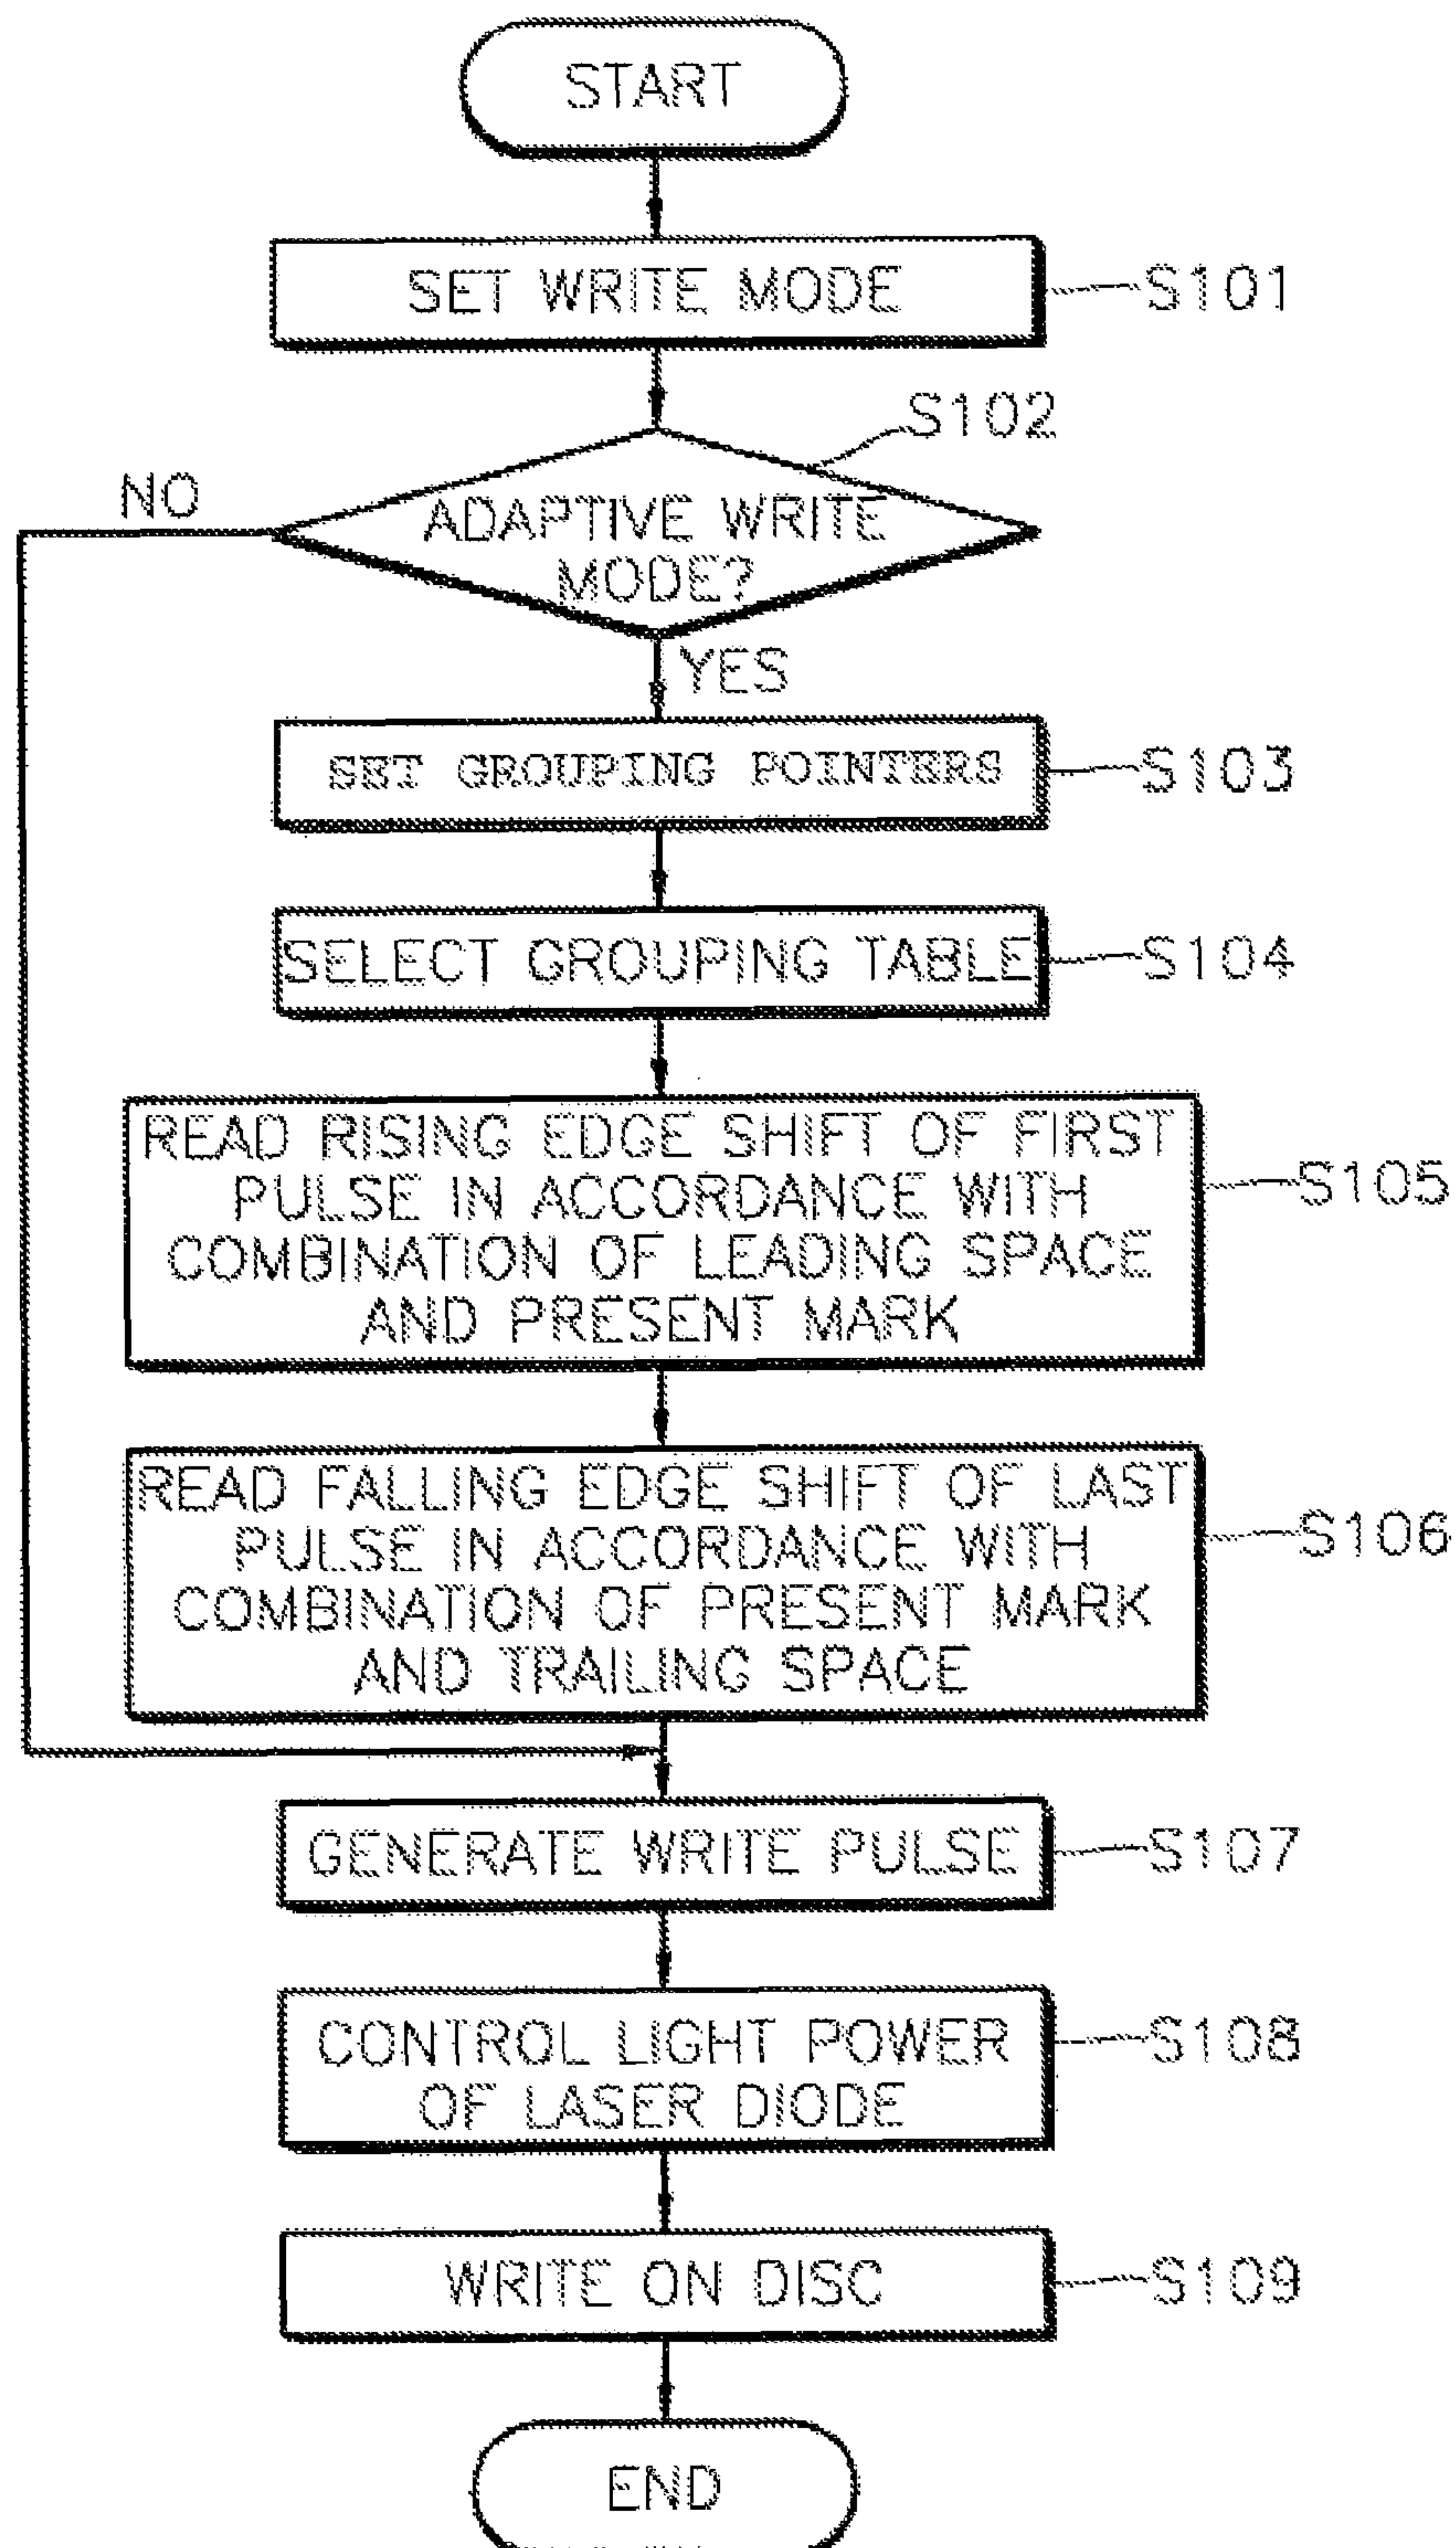 START
SET WRITE MODE
S101
S102
NO
ADAPTIVE WRITE
MODE?
YES
SET GROUPING POINTERS
S103
SELECT GROUPING TABLE
S104
READ RISING EDGE SHIFT OF FIRST
PULSE IN ACCORDANCE WITH
COMBINATION OF LEADING SPACE
AND PRESENT MARK
S105
READ FALLING EDGE SHIFT OF LAST
PULSE IN ACCORDANCE WITH
COMBINATION OF PRESENT MARK
AND TRAILING SPACE
S106
GENERATE WRITE PULSE
S107
CONTROL LIGHT POWER
OF LASER DIODE
S108
WRITE ON DISC
S109
END